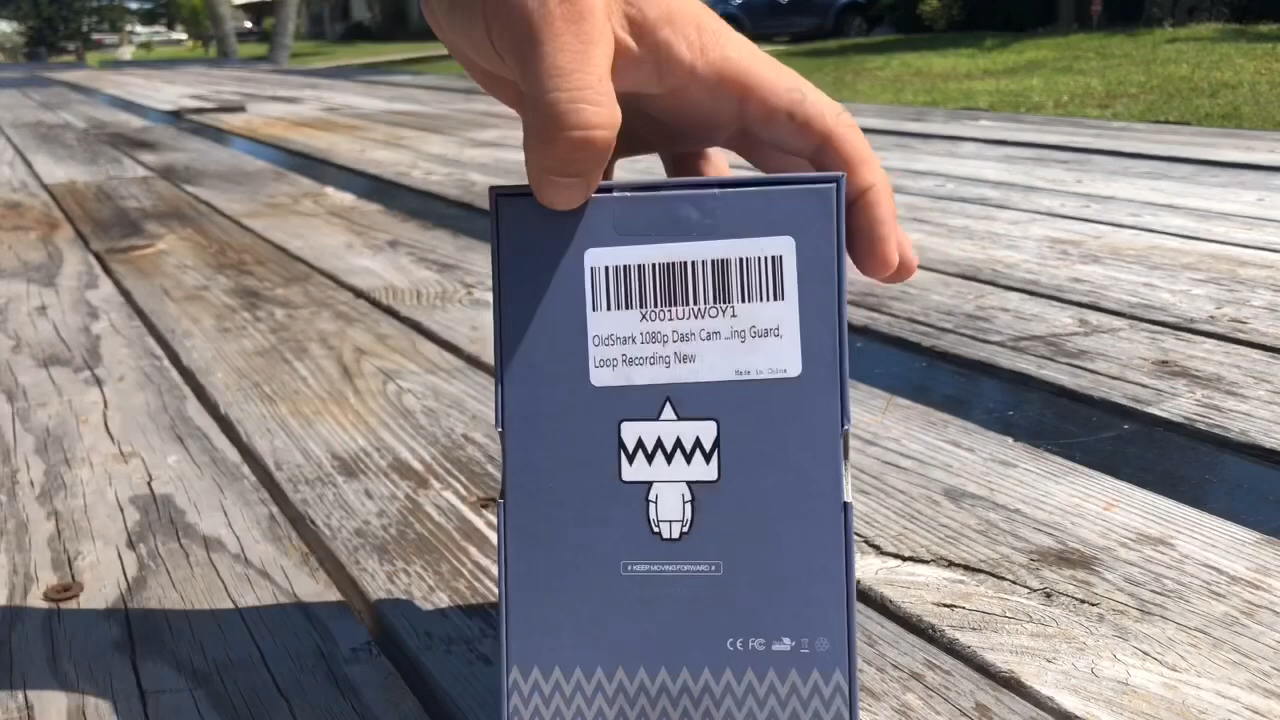 X001UJWOY1
OldShark 1080p Dash Cam ...ing Guard,
Loop Recording New
Made in China
# KEEP MOVING FORWARD #
CE FC